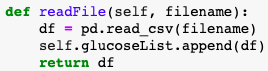 def readFile(self, filename):
    df = pd.read_csv(filename)
    self.glucoseList.append(df)
    return df